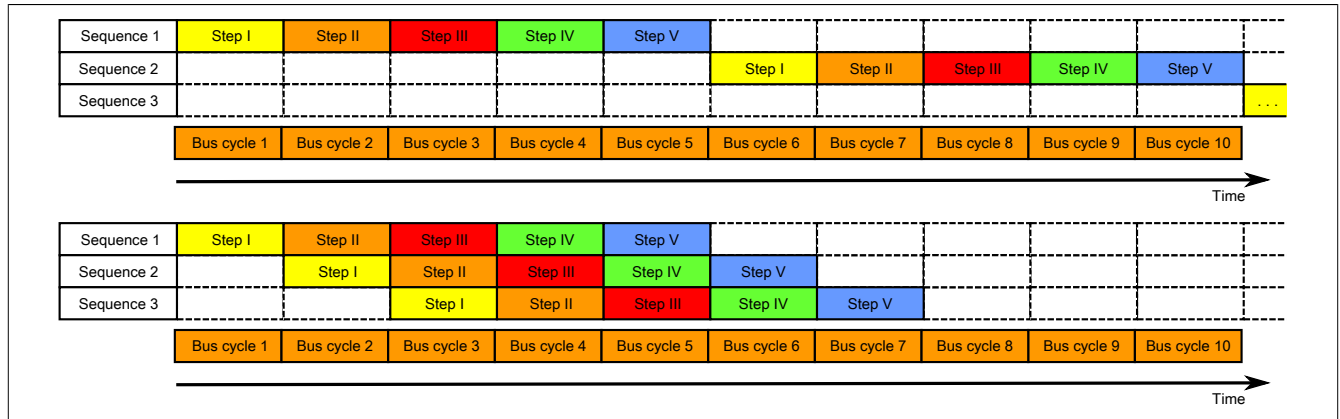 Sequence 1 Step I Step II Step III Step IV Step V
Sequence 2 Step I Step II Step III Step IV Step V
Sequence 3 . . .
Bus cycle 1 Bus cycle 2 Bus cycle 3 Bus cycle 4 Bus cycle 5 Bus cycle 6 Bus cycle 7 Bus cycle 8 Bus cycle 9 Bus cycle 10
Time
Sequence 1 Step I Step II Step III Step IV Step V
Sequence 2 Step I Step II Step III Step IV Step V
Sequence 3 Step I Step II Step III Step IV Step V
Bus cycle 1 Bus cycle 2 Bus cycle 3 Bus cycle 4 Bus cycle 5 Bus cycle 6 Bus cycle 7 Bus cycle 8 Bus cycle 9 Bus cycle 10
Time